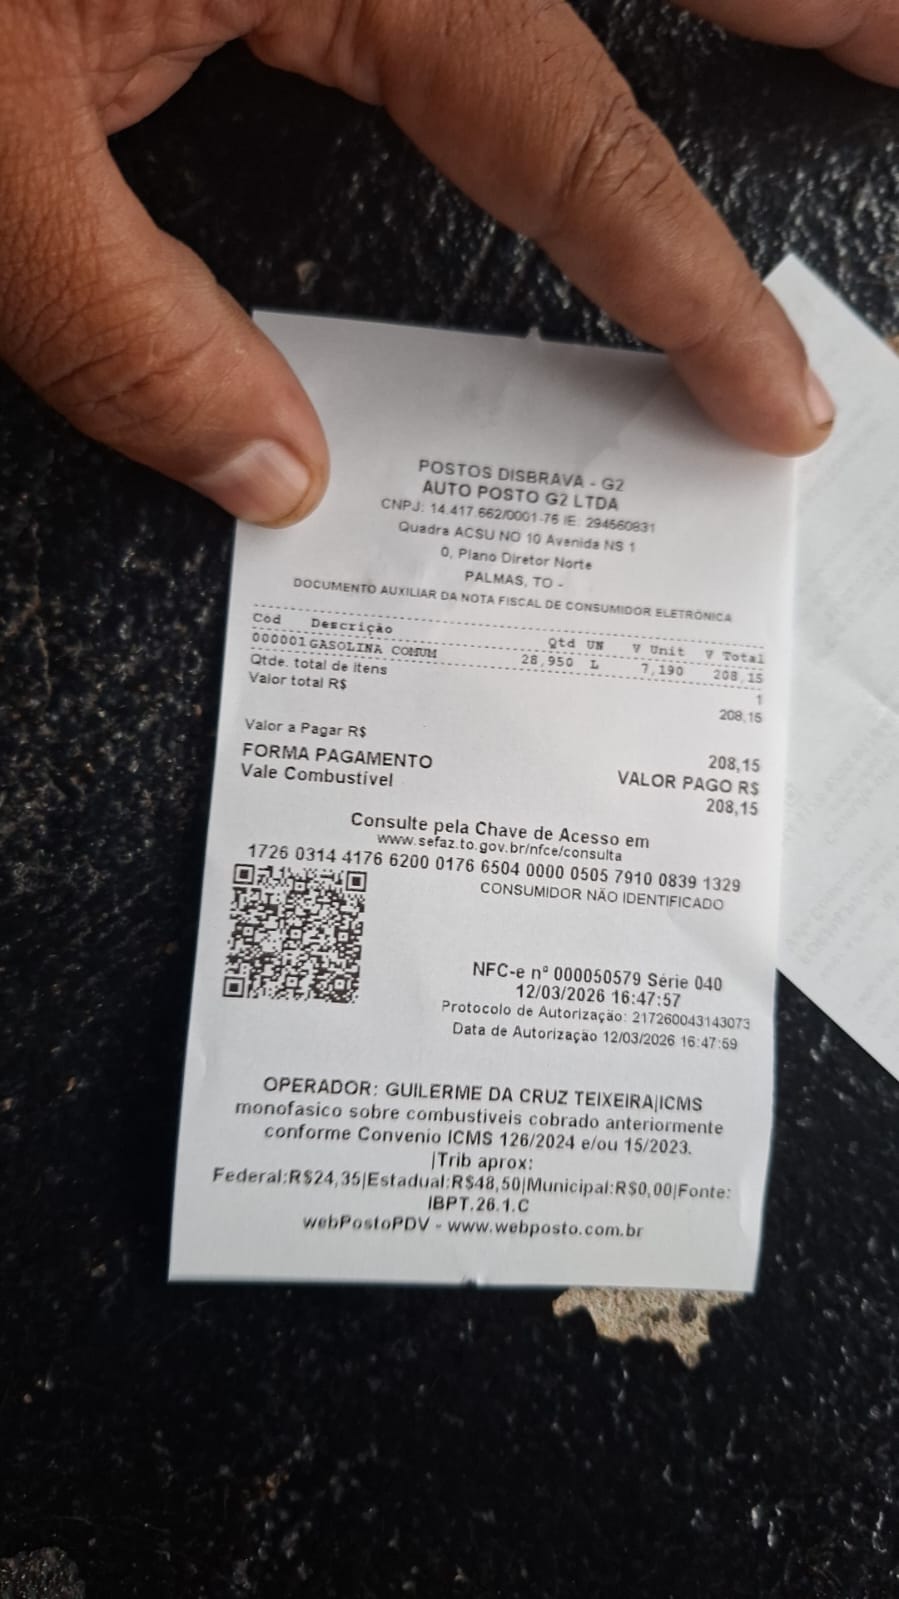 POSTOS DISBRAVA - G2
AUTO POSTO G2 LTDA
CNPJ: 14.417.662/0001-76 IE: 294560831
Quadra ACSU NO 10 Avenida NS 1
0, Plano Diretor Norte
PALMAS, TO -
DOCUMENTO AUXILIAR DA NOTA FISCAL DE CONSUMIDOR ELETRÔNICA
Cód Descrição Qtd UN V Unit V Total
000001 GASOLINA COMUM 28,950 L 7,190 208,15
Qtde. total de itens 1
Valor total R$ 208,15
Valor a Pagar R$ 208,15
FORMA PAGAMENTO VALOR PAGO R$
Vale Combustível 208,15
Consulte pela Chave de Acesso em
www.sefaz.to.gov.br/nfce/consulta
1726 0314 4176 6200 0176 6504 0000 0505 7910 0839 1329
CONSUMIDOR NÃO IDENTIFICADO
NFC-e nº 000050579 Série 040
12/03/2026 16:47:57
Protocolo de Autorização: 217260043143073
Data de Autorização 12/03/2026 16:47:59
OPERADOR: GUILERME DA CRUZ TEIXEIRA|ICMS
monofasico sobre combustíveis cobrado anteriormente
conforme Convenio ICMS 126/2024 e/ou 15/2023.
|Trib aprox:
Federal:R$24,35|Estadual:R$48,50|Municipal:R$0,00|Fonte:
IBPT.26.1.C
webPostoPDV - www.webposto.com.br